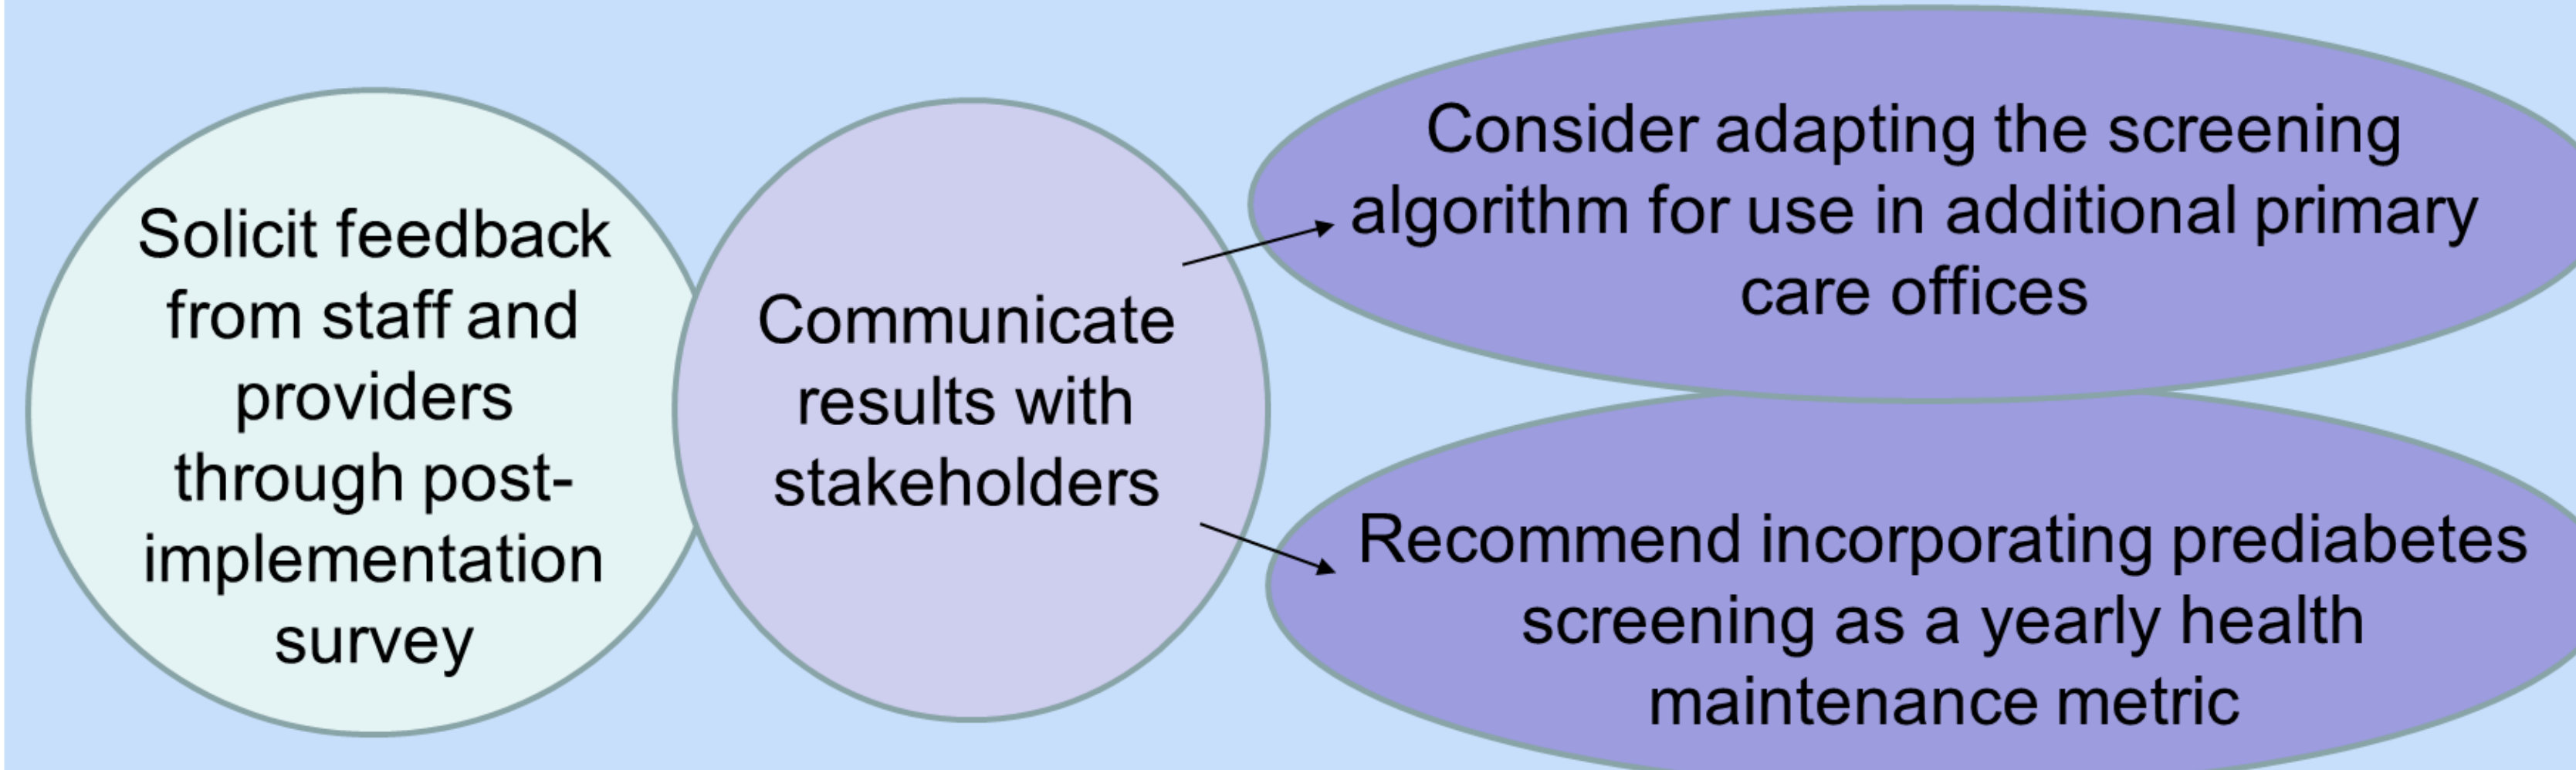 Solicit feedback
from staff and
providers
through post-
implementation
survey
Communicate
results with
stakeholders
Consider adapting the screening
algorithm for use in additional primary
care offices
Recommend incorporating prediabetes
screening as a yearly health
maintenance metric